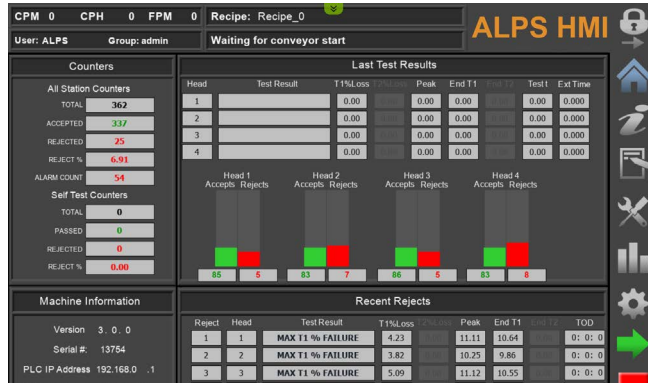 CPM 0 CPH 0 FPM 0 Recipe: Recipe_0
ALPS HMI
User: ALPS Group: admin Waiting for conveyor start
Counters
All Station Counters
TOTAL 362
ACCEPTED 337
REJECTED 25
REJECT % 6.91
ALARM COUNT 54
Self Test Counters
TOTAL 0
PASSED 0
REJECTED 0
REJECT % 0.00
Last Test Results
Head Test Result T1%Loss T2%Loss Peak End T1 End T2 Test t Ext Time
1 0.00 0.00 0.00 0.00 0.000
2 0.00 0.00 0.00 0.00 0.000
3 0.00 0.00 0.00 0.00 0.000
4 0.00 0.00 0.00 0.00 0.000
Head 1 Head 2 Head 3 Head 4
Accepts Rejects Accepts Rejects Accepts Rejects Accepts Rejects
85 5 83 7 86 5 83 8
Machine Information
Version 3. 0. 0
Serial #: 13754
PLC IP Address 192.168.0 .1
Recent Rejects
Reject Head Test Result T1%Loss T2%Loss Peak End T1 End T2 TOD
1 1 MAX T1 % FAILURE 4.23 11.11 10.64 0: 0: 0
2 2 MAX T1 % FAILURE 3.82 10.25 9.86 0: 0: 0
3 3 MAX T1 % FAILURE 5.09 11.12 10.55 0: 0: 0